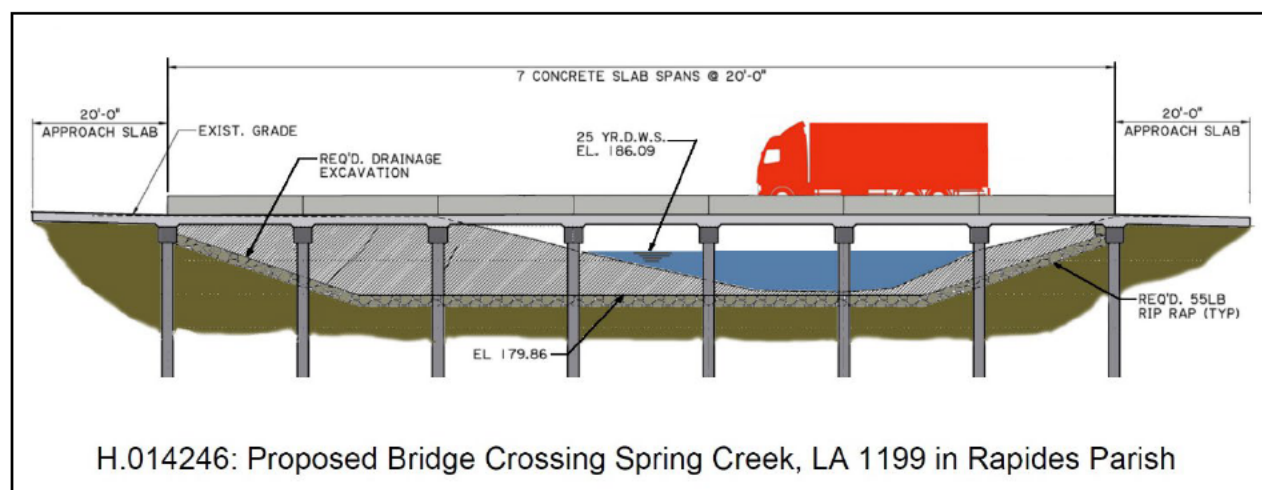 7 CONCRETE SLAB SPANS @ 20'-0"
20'-0"
APPROACH SLAB
EXIST. GRADE
REQ'D. DRAINAGE
EXCAVATION
25 YR.D.W.S.
EL. 186.09
20'-0"
APPROACH SLAB
REQ'D. 55LB
RIP RAP (TYP)
EL 179.86
H.014246: Proposed Bridge Crossing Spring Creek, LA 1199 in Rapides Parish